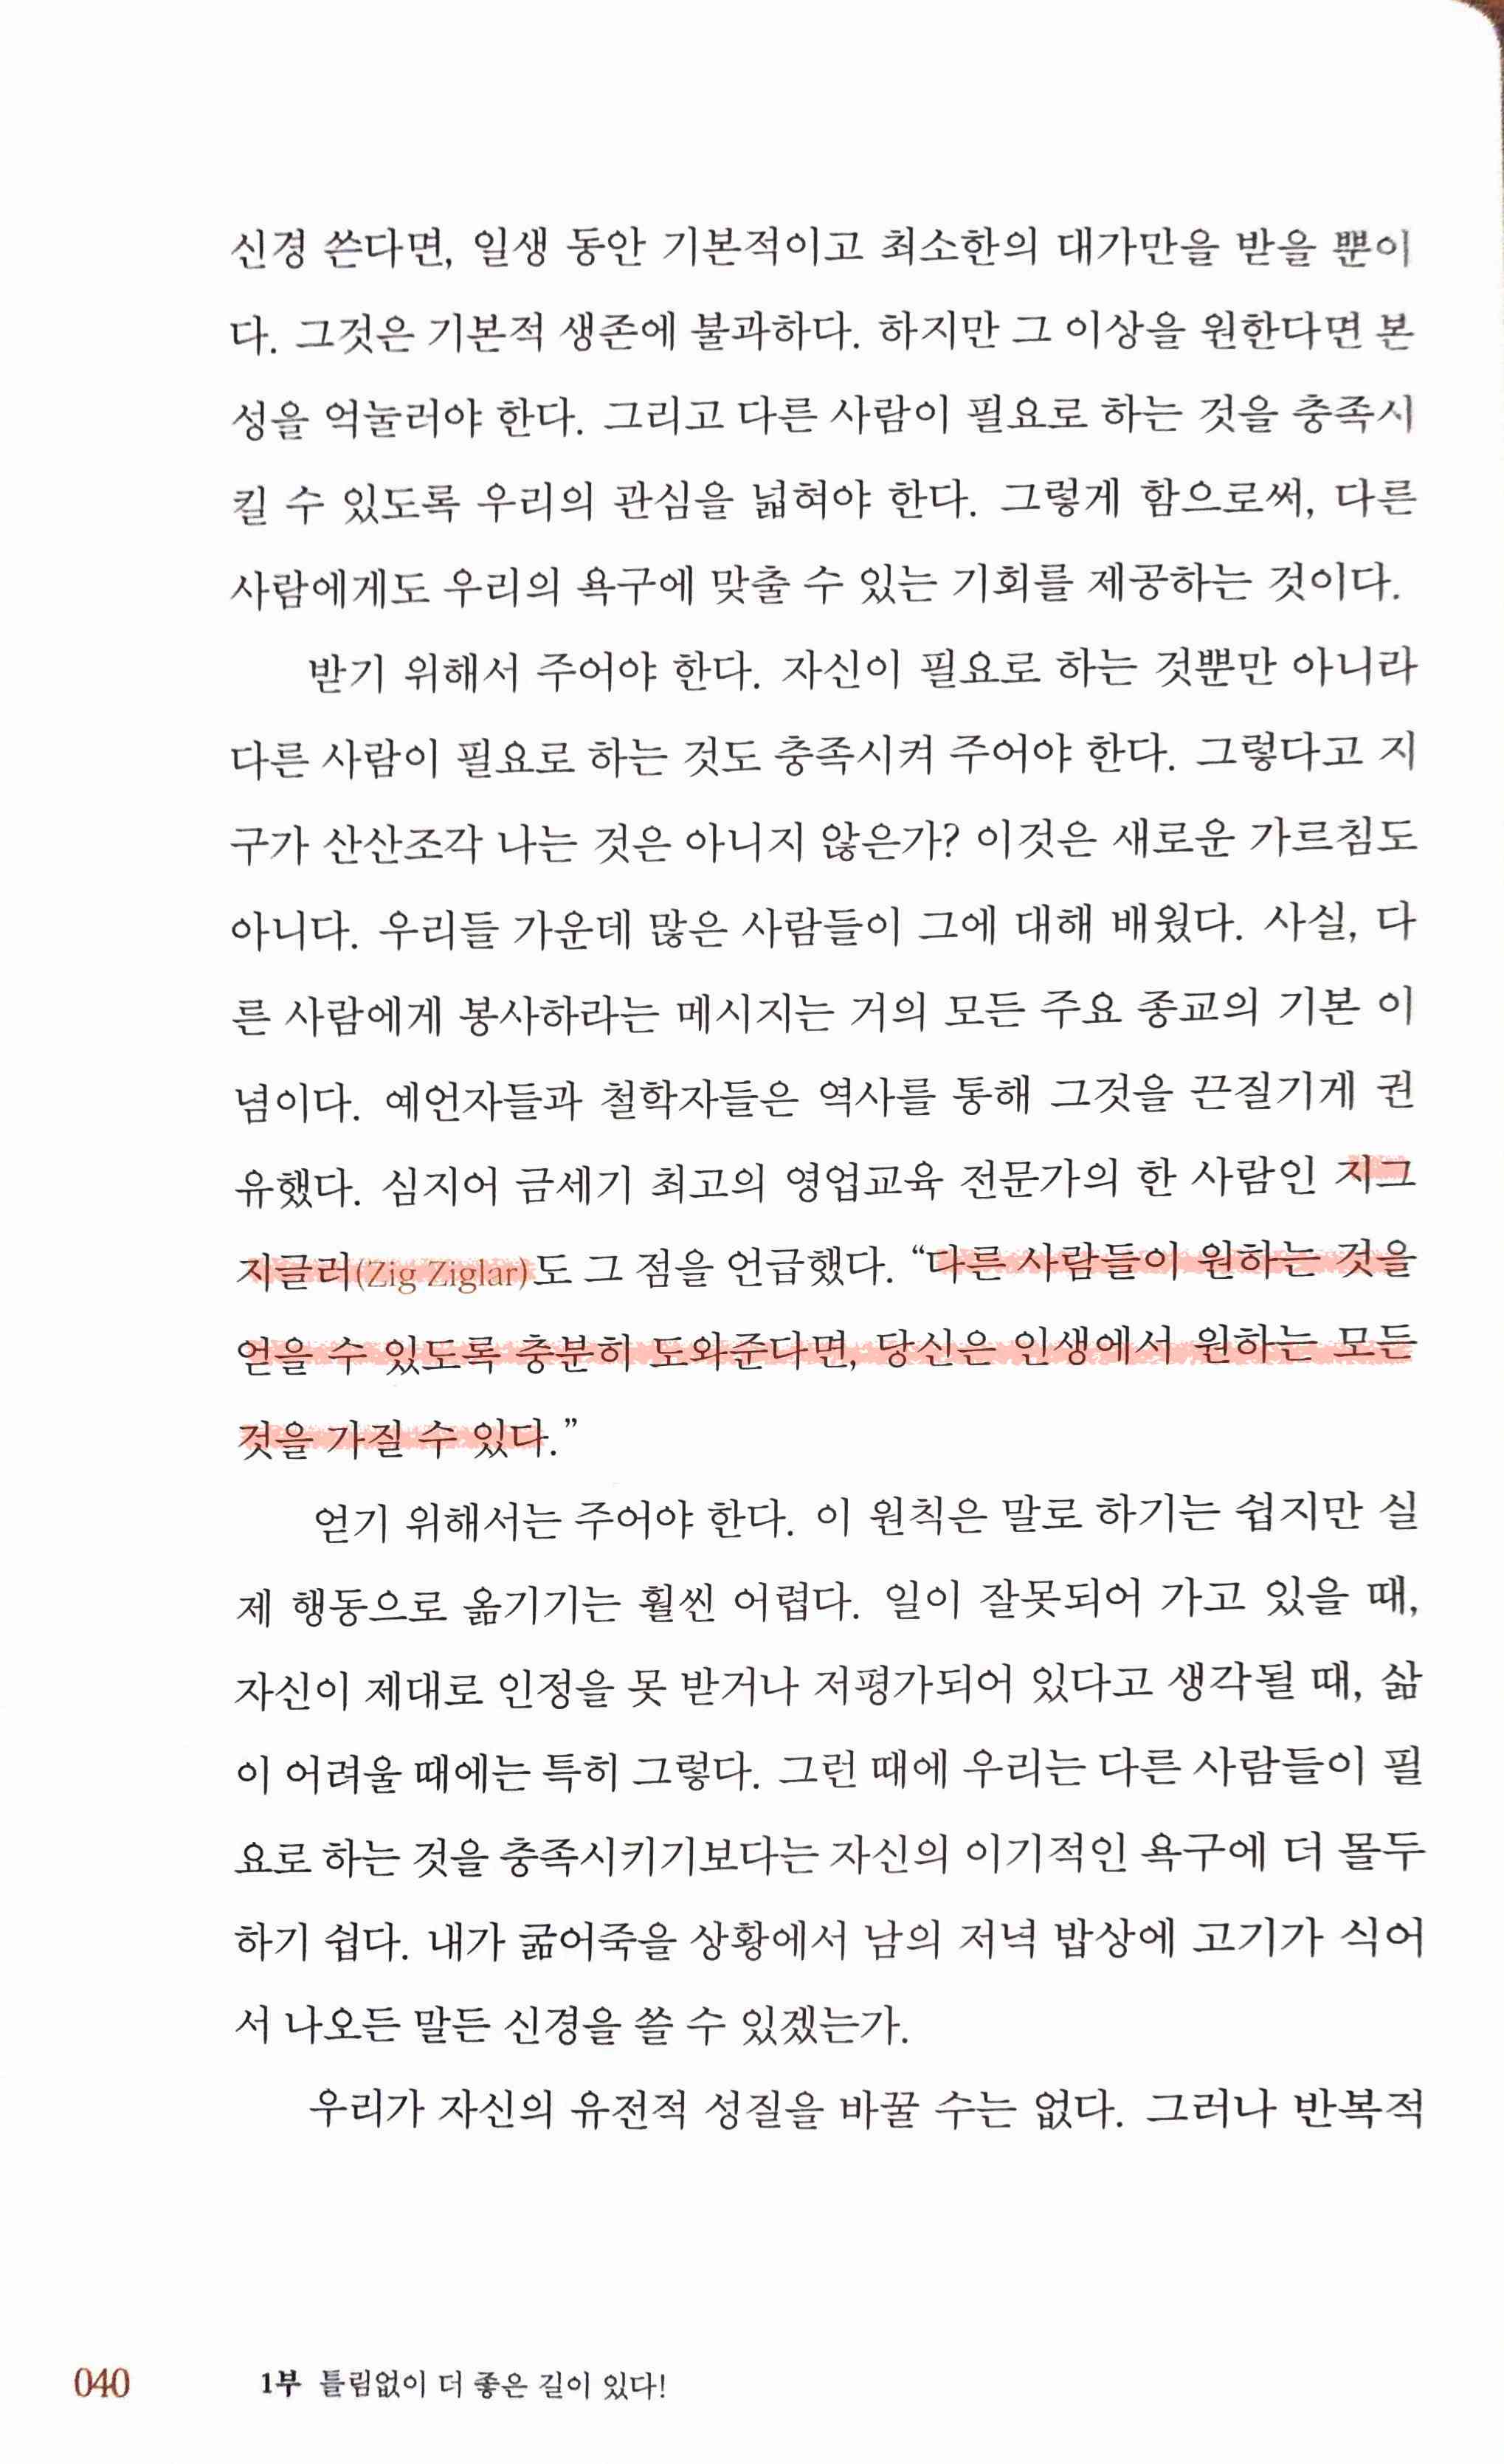 신경 쓴다면, 일생 동안 기본적이고 최소한의 대가만을 받을 뿐이
다. 그것은 기본적 생존에 불과하다. 하지만 그 이상을 원한다면 본
성을 억눌러야 한다. 그리고 다른 사람이 필요로 하는 것을 충족시
킬 수 있도록 우리의 관심을 넓혀야 한다. 그렇게 함으로써, 다른
사람에게도 우리의 욕구에 맞출 수 있는 기회를 제공하는 것이다.
받기 위해서 주어야 한다. 자신이 필요로 하는 것뿐만 아니라
다른 사람이 필요로 하는 것도 충족시켜 주어야 한다. 그렇다고 지
구가 산산조각 나는 것은 아니지 않은가? 이것은 새로운 가르침도
아니다. 우리들 가운데 많은 사람들이 그에 대해 배웠다. 사실, 다
른 사람에게 봉사하라는 메시지는 거의 모든 주요 종교의 기본 이
념이다. 예언자들과 철학자들은 역사를 통해 그것을 끈질기게 권
유했다. 심지어 금세기 최고의 영업교육 전문가의 한 사람인 지그
지글러(Zig Ziglar)도 그 점을 언급했다. “다른 사람들이 원하는 것을
얻을 수 있도록 충분히 도와준다면, 당신은 인생에서 원하는 모든
것을 가질 수 있다.”
얻기 위해서는 주어야 한다. 이 원칙은 말로 하기는 쉽지만 실
제 행동으로 옮기기는 훨씬 어렵다. 일이 잘못되어 가고 있을 때,
자신이 제대로 인정을 못 받거나 저평가되어 있다고 생각될 때, 삶
이 어려울 때에는 특히 그렇다. 그런 때에 우리는 다른 사람들이 필
요로 하는 것을 충족시키기보다는 자신의 이기적인 욕구에 더 몰두
하기 쉽다. 내가 굶어죽을 상황에서 남의 저녁 밥상에 고기가 식어
서 나오든 말든 신경을 쓸 수 있겠는가.
우리가 자신의 유전적 성질을 바꿀 수는 없다. 그러나 반복적
040 1부 틀림없이 더 좋은 길이 있다!